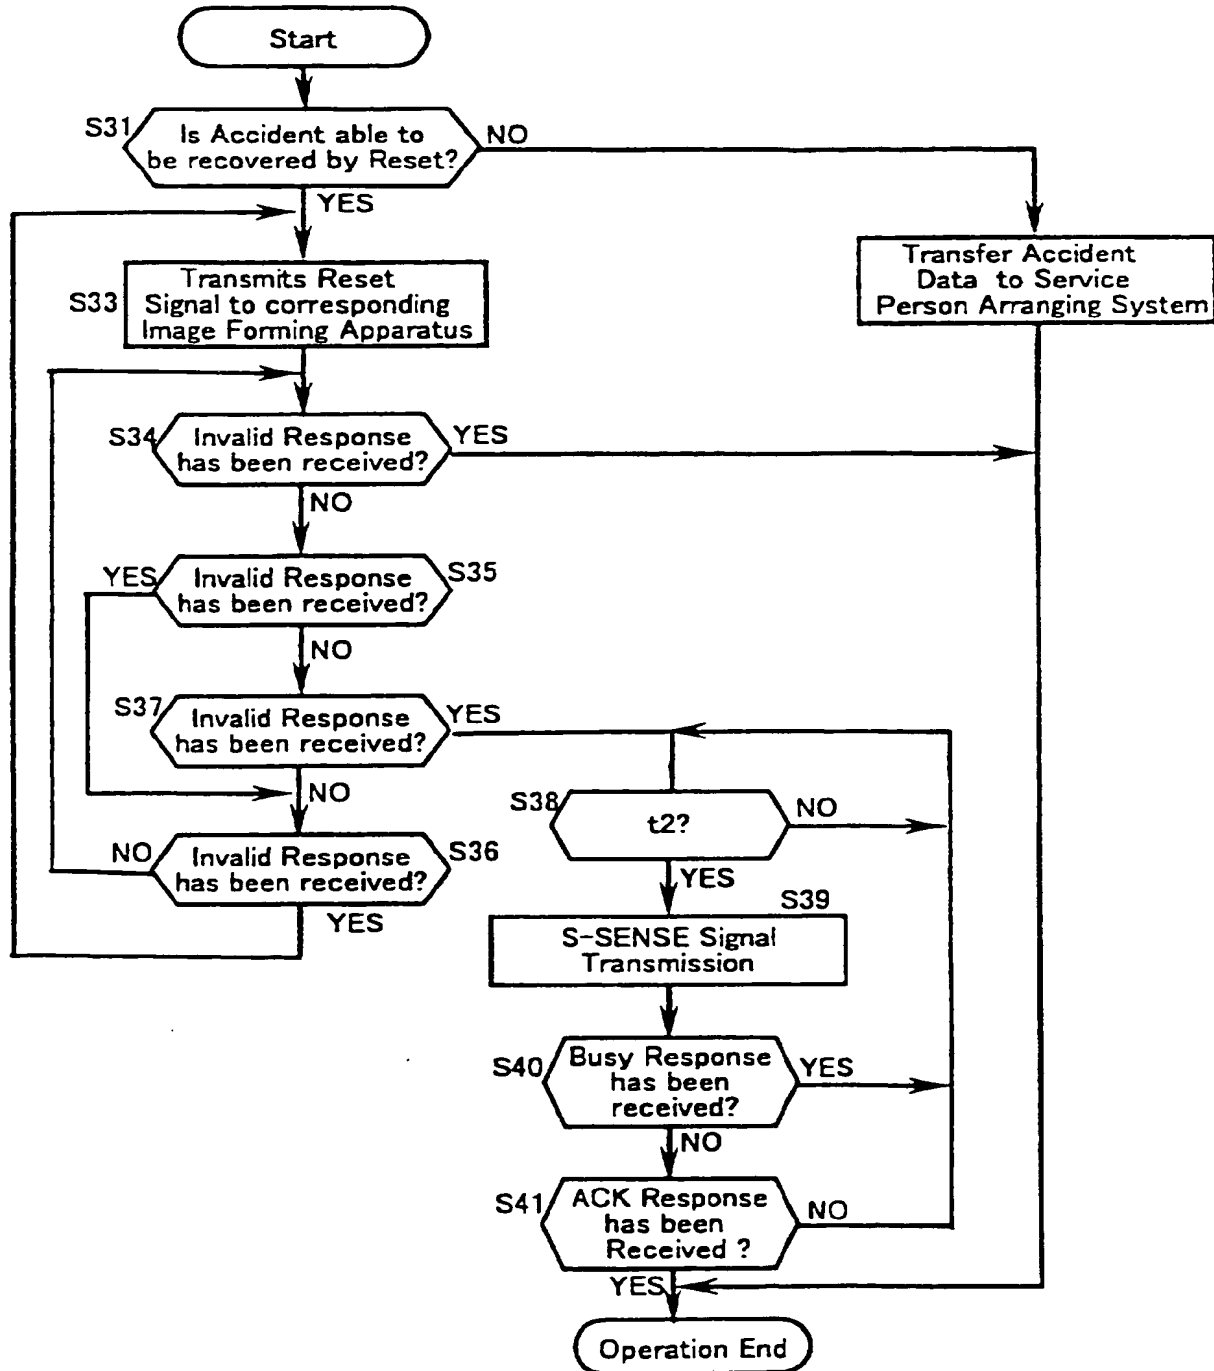 Start
S31
Is Accident able to
be recovered by Reset?
NO
YES
Transfer Accident
Data to Service
Person Arranging System
S33
Transmits Reset
Signal to corresponding
Image Forming Apparatus
S34
Invalid Response
has been received?
YES
NO
YES
Invalid Response
has been received?
S35
NO
S37
Invalid Response
has been received?
YES
NO
S38
t2?
NO
YES
NO
Invalid Response
has been received?
S36
YES
S39
S-SENSE Signal
Transmission
S40
Busy Response
has been
received?
YES
NO
S41
ACK Response
has been
Received ?
NO
YES
Operation End